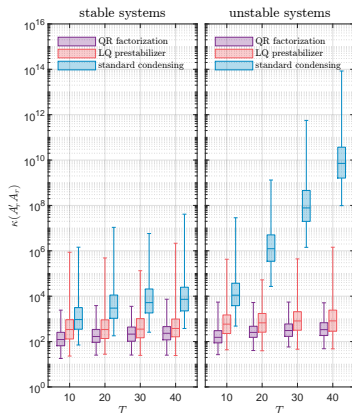 stable systems
unstable systems
QR factorization
LQ prestabilizer
standard condensing
QR factorization
LQ prestabilizer
standard condensing
10^16
10^14
10^12
10^10
10^8
10^6
10^4
10^2
10^0
κ(A_r′A_r)
10 20 30 40
10 20 30 40
T
T